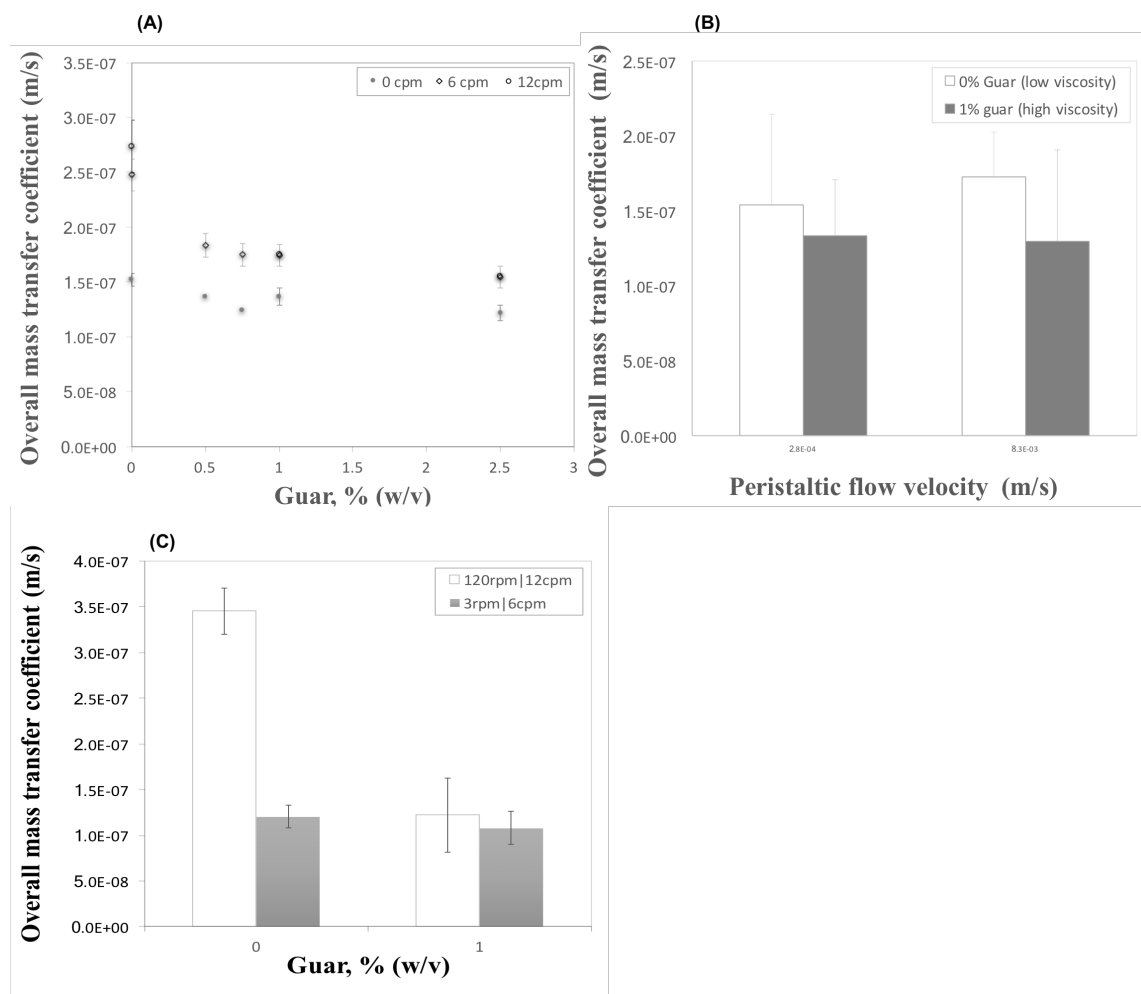 (A)
Overall mass transfer coefficient (m/s)
3.5E-07
3.0E-07
2.5E-07
2.0E-07
1.5E-07
1.0E-07
5.0E-08
0.0E+00
0 cpm 6 cpm 12cpm
0 0.5 1 1.5 2 2.5 3
Guar, % (w/v)
(B)
Overall mass transfer coefficient (m/s)
2.5E-07
2.0E-07
1.5E-07
1.0E-07
5.0E-08
0.0E+00
0% Guar (low viscosity)
1% guar (high viscosity)
2.8E-04 8.3E-03
Peristaltic flow velocity (m/s)
(C)
Overall mass transfer coefficient (m/s)
4.0E-07
3.5E-07
3.0E-07
2.5E-07
2.0E-07
1.5E-07
1.0E-07
5.0E-08
0.0E+00
120rpm|12cpm
3rpm|6cpm
0 1
Guar, % (w/v)